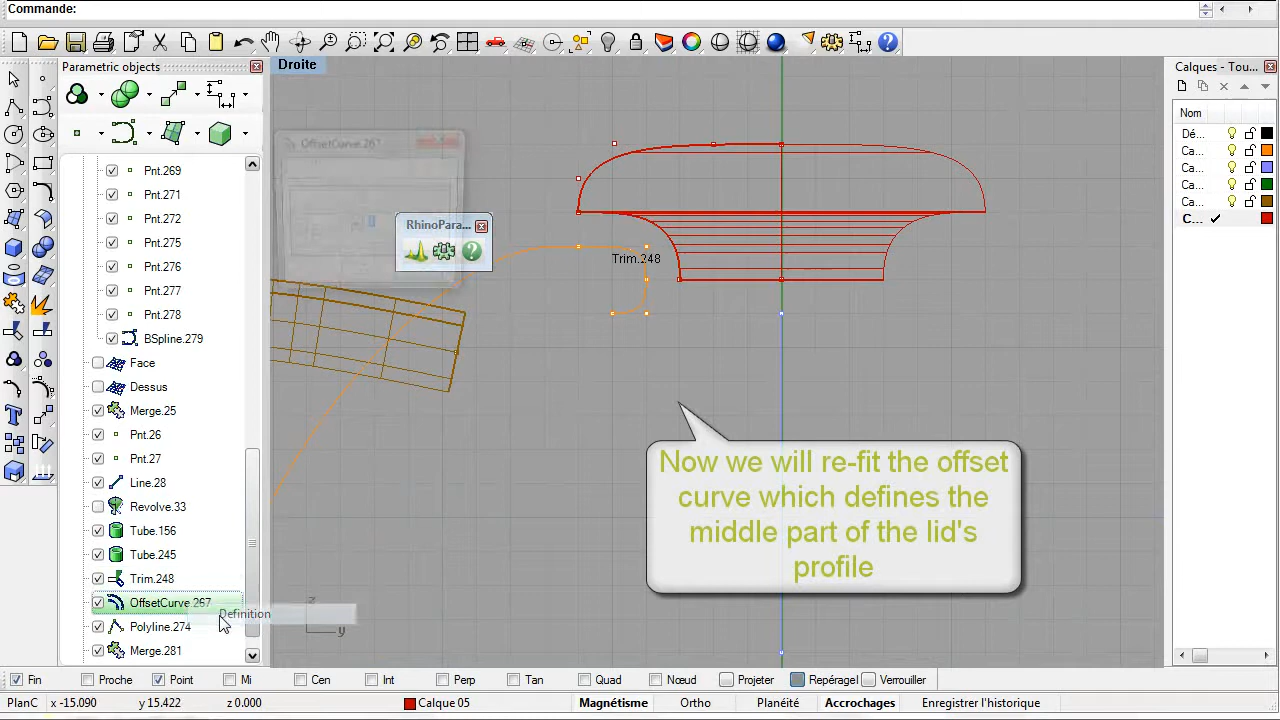 Commande:
Parametric objects
Droite
Calques - Tou...
Nom
OffsetCurve.267
Dé...
Ca...
Ca...
Ca...
Ca...
C...
Pnt.269
Pnt.271
Pnt.272
Pnt.275
Pnt.276
Pnt.277
Pnt.278
BSpline.279
Face
Dessus
Merge.25
Pnt.26
Pnt.27
Line.28
Revolve.33
Tube.156
Tube.245
Trim.248
OffsetCurve.267
Definition
Polyline.274
Merge.281
RhinoPara...
Trim.248
Now we will re-fit the offset
curve which defines the
middle part of the lid's
profile
z
y
Fin Proche Point Mi Cen Int Perp Tan Quad Nœud Projeter Repéragel Verrouiller
PlanC x -15.090 y 15.422 z 0.000 Calque 05 Magnétisme Ortho Planéité Accrochages Enregistrer l'historique